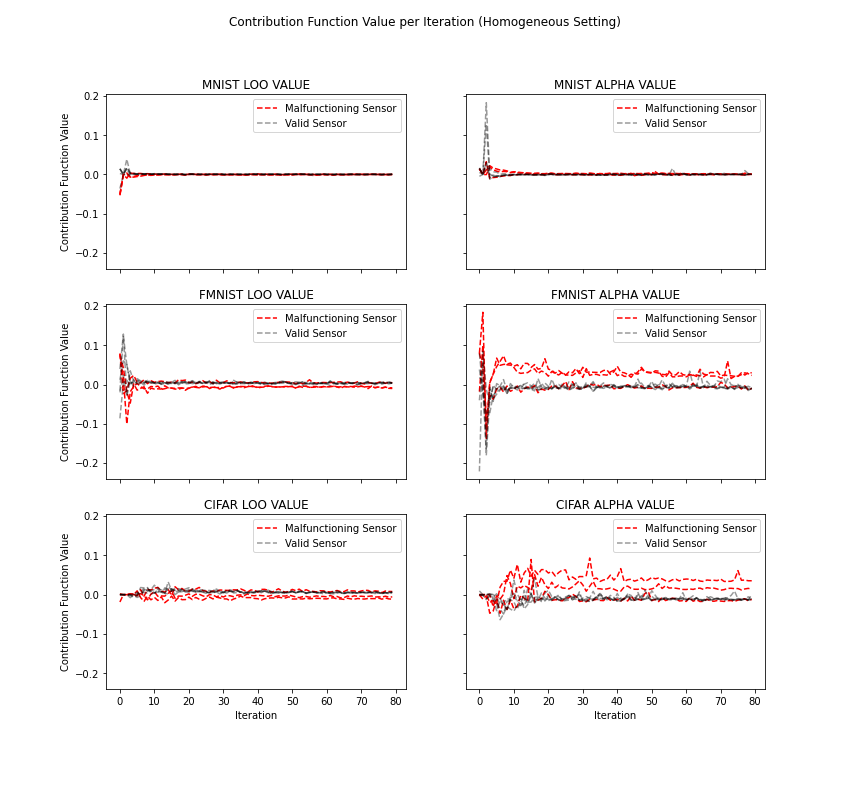 Contribution Function Value per Iteration (Homogeneous Setting)
MNIST LOO VALUE
0.2
0.1
0.0
−0.1
−0.2
Contribution Function Value
Malfunctioning Sensor
Valid Sensor
MNIST ALPHA VALUE
Malfunctioning Sensor
Valid Sensor
FMNIST LOO VALUE
0.2
0.1
0.0
−0.1
−0.2
Contribution Function Value
Malfunctioning Sensor
Valid Sensor
FMNIST ALPHA VALUE
Malfunctioning Sensor
Valid Sensor
CIFAR LOO VALUE
0.2
0.1
0.0
−0.1
−0.2
Contribution Function Value
Malfunctioning Sensor
Valid Sensor
0 10 20 30 40 50 60 70 80
Iteration
CIFAR ALPHA VALUE
Malfunctioning Sensor
Valid Sensor
0 10 20 30 40 50 60 70 80
Iteration